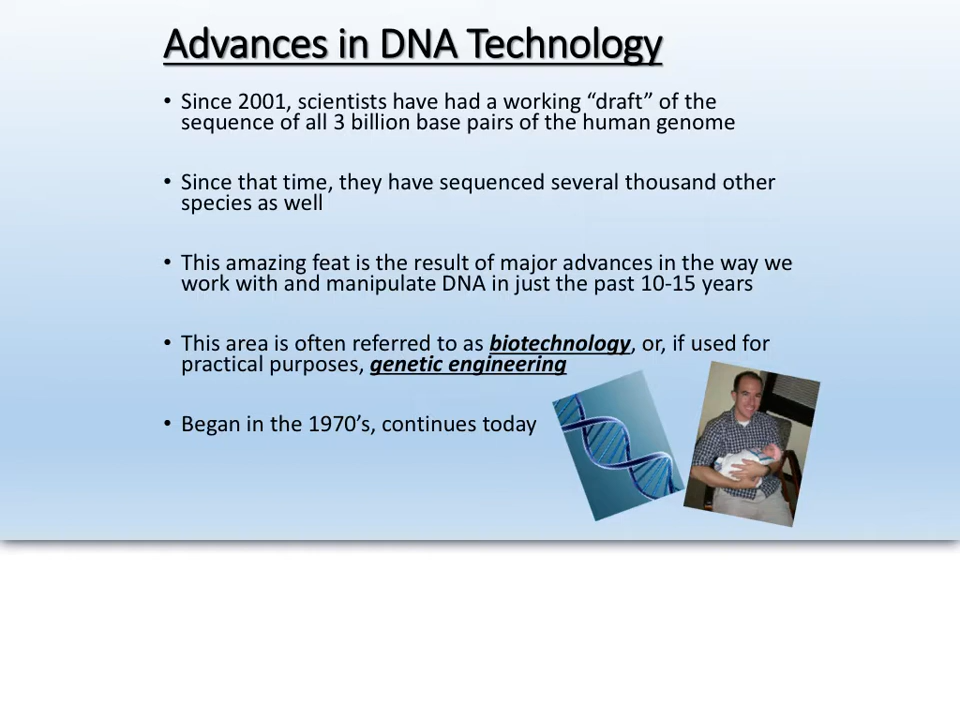 Advances in DNA Technology
• Since 2001, scientists have had a working “draft” of the
sequence of all 3 billion base pairs of the human genome
• Since that time, they have sequenced several thousand other
species as well
• This amazing feat is the result of major advances in the way we
work with and manipulate DNA in just the past 10-15 years
• This area is often referred to as biotechnology, or, if used for
practical purposes, genetic engineering
• Began in the 1970’s, continues today